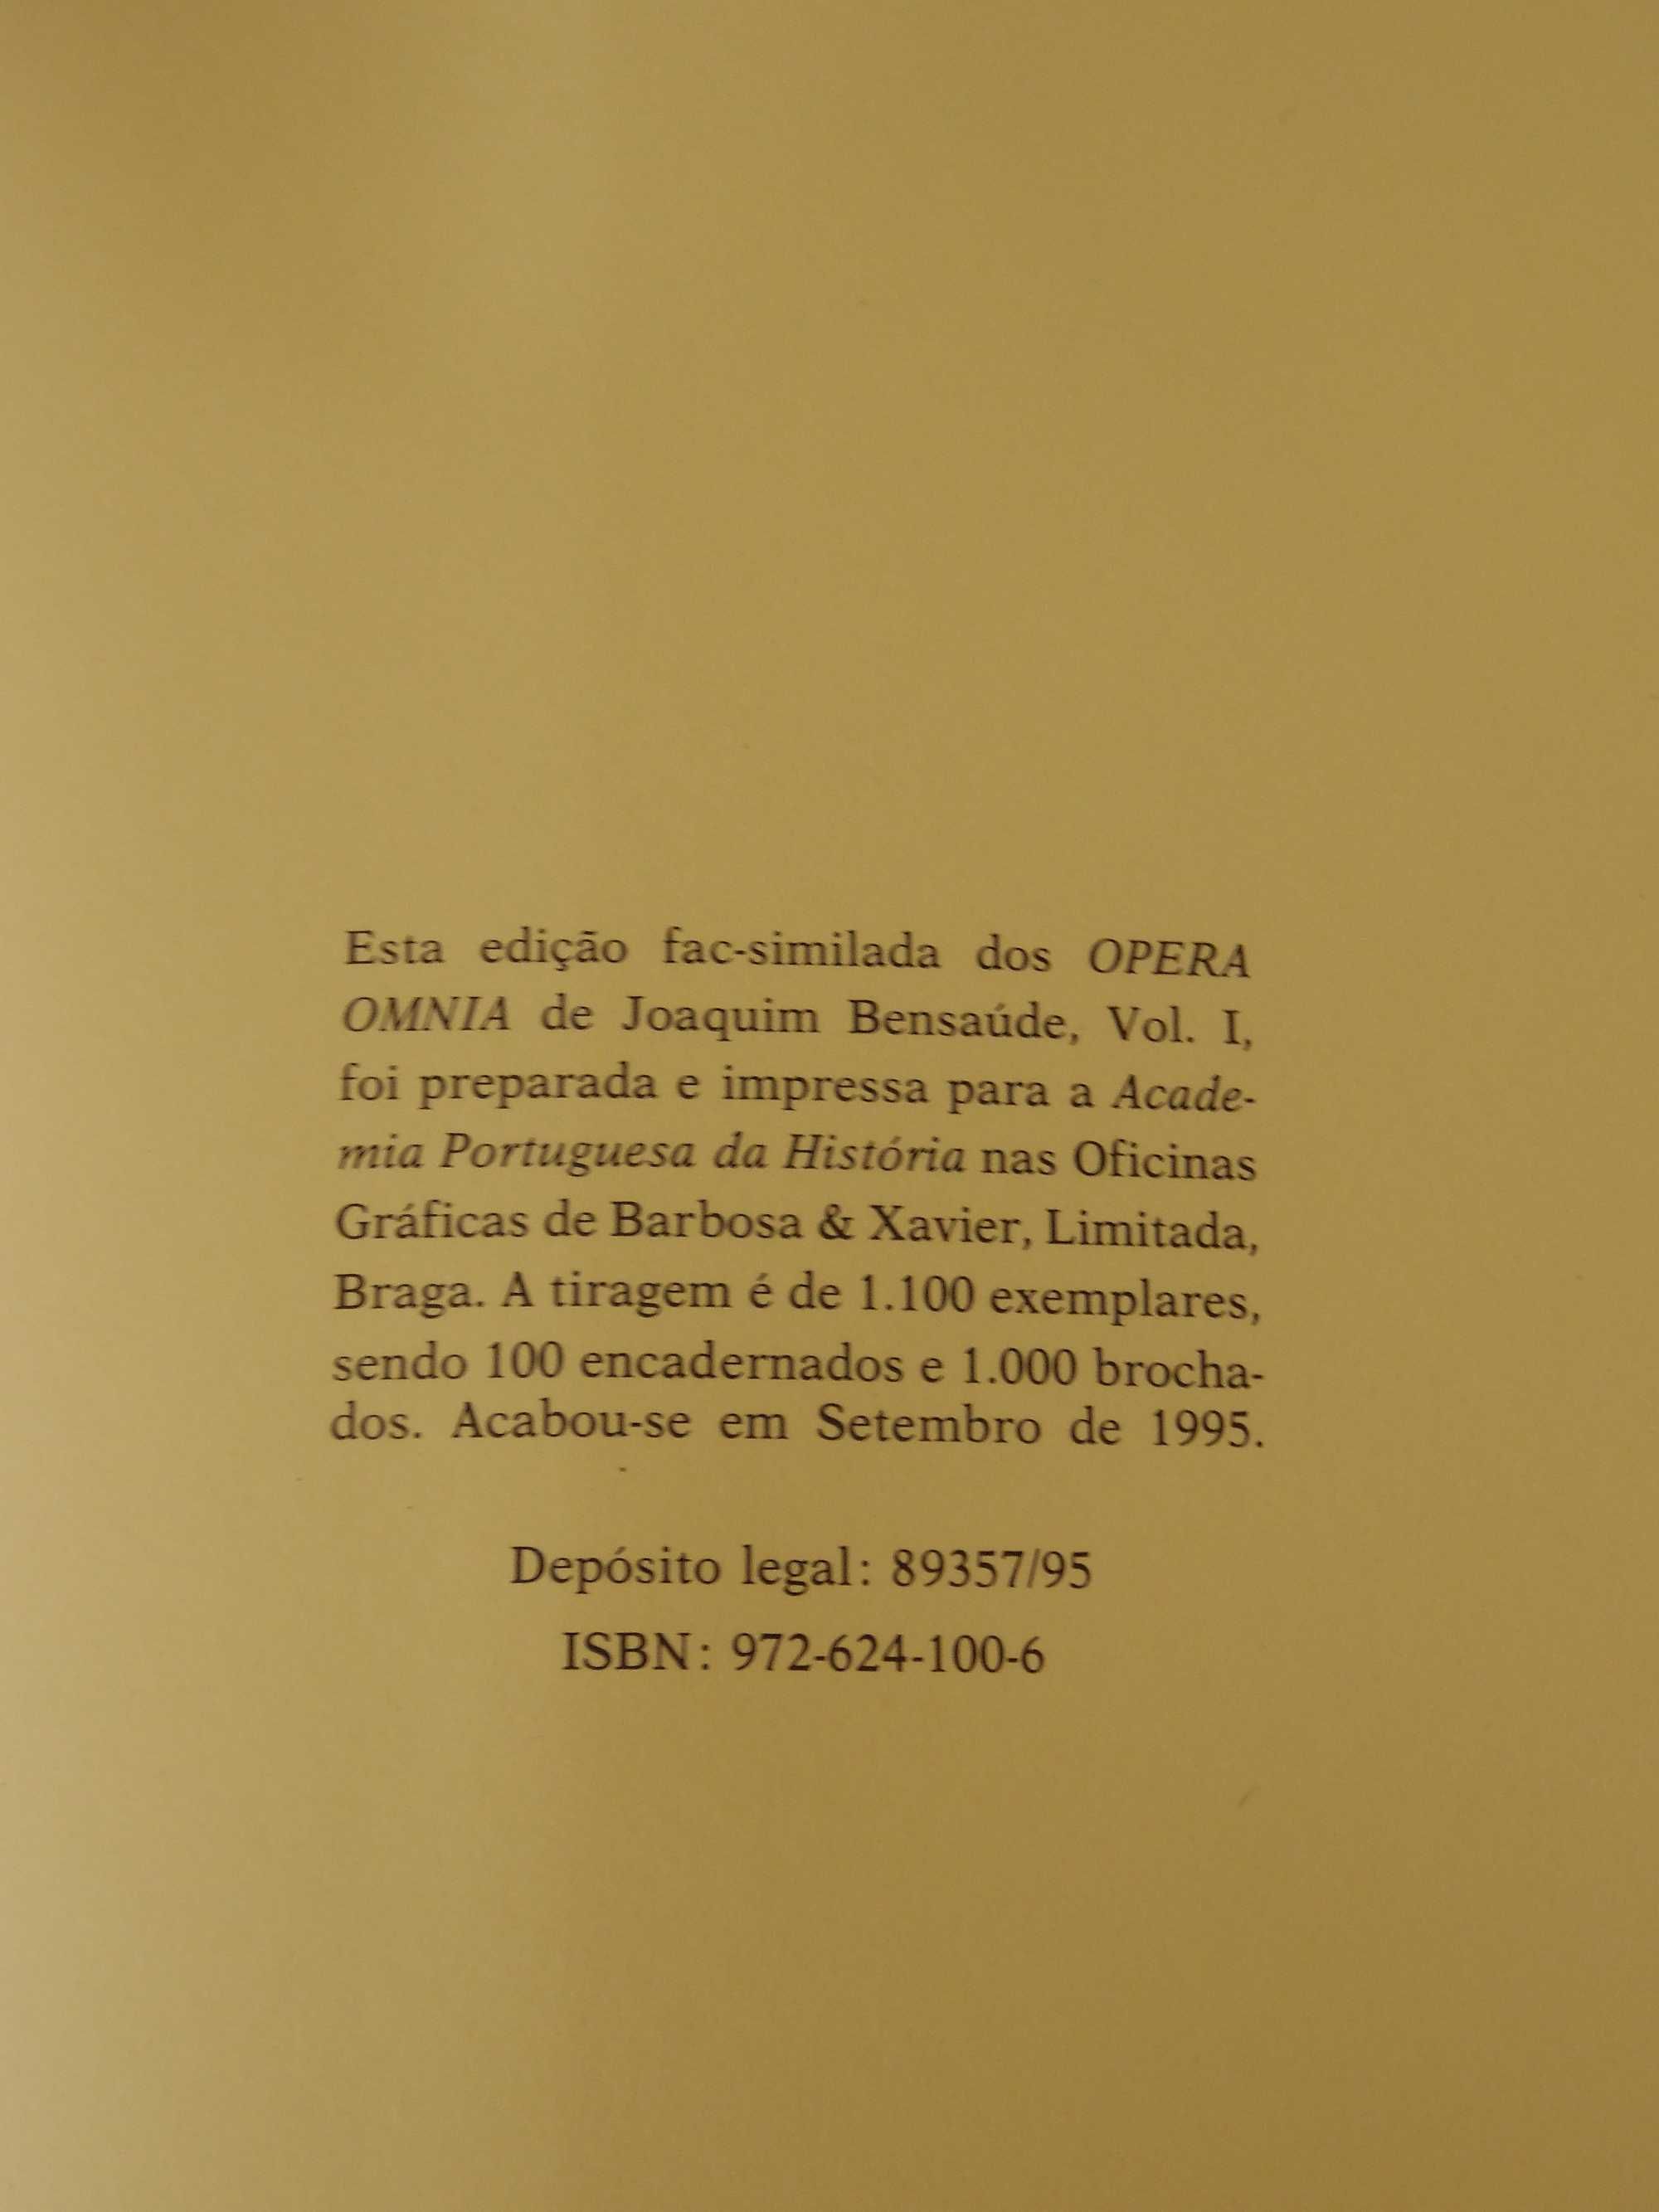 Esta edição fac-similada dos OPERA
OMNIA de Joaquim Bensaúde, Vol. I,
foi preparada e impressa para a Acade-
mia Portuguesa da História nas Oficinas
Gráficas de Barbosa & Xavier, Limitada,
Braga. A tiragem é de 1.100 exemplares,
sendo 100 encadernados e 1.000 brocha-
dos. Acabou-se em Setembro de 1995.
Depósito legal: 89357/95
ISBN: 972-624-100-6